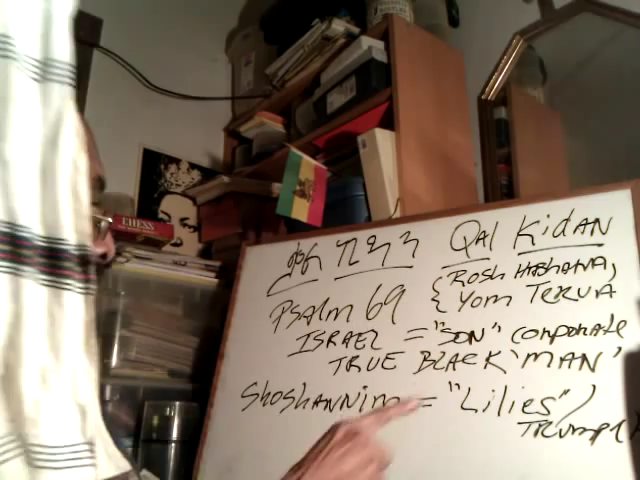 CHESS
ቃል ኪዳን Qal KidAN
Rosh HAshana,
Psalm 69 { Yom TERUA
ISRAEL = "SON" corporate
TRUE BLACK 'MAN'
ShoshANNim = "Lilies" /